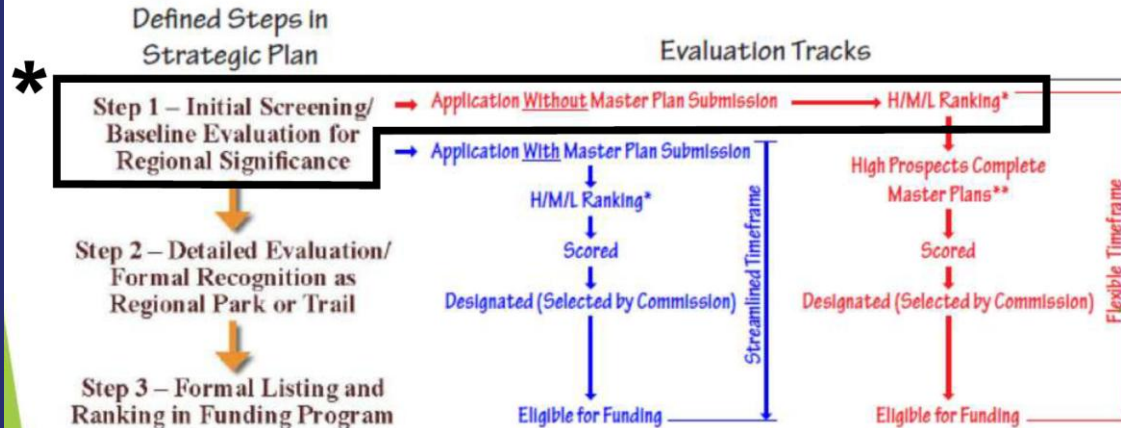 Defined Steps in
Strategic Plan
*
Step 1 – Initial Screening/
Baseline Evaluation for
Regional Significance
Step 2 – Detailed Evaluation/
Formal Recognition as
Regional Park or Trail
Step 3 – Formal Listing and
Ranking in Funding Program
Evaluation Tracks
Application Without Master Plan Submission
H/M/L Ranking*
Application With Master Plan Submission
H/M/L Ranking*
Scored
Designated (Selected by Commission)
Eligible for Funding
Streamlined Timeframe
High Prospects Complete
Master Plans**
Scored
Designated (Selected by Commission)
Eligible for Funding
Flexible Timeframe